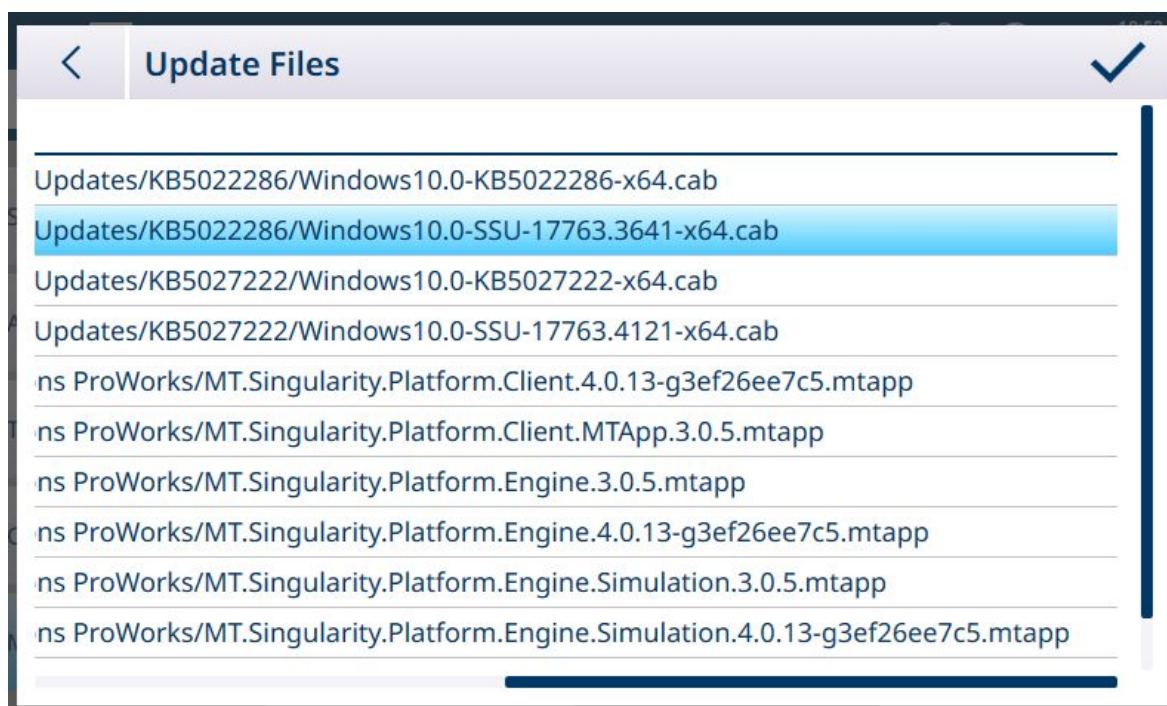 Update Files
Updates/KB5022286/Windows10.0-KB5022286-x64.cab
Updates/KB5022286/Windows10.0-SSU-17763.3641-x64.cab
Updates/KB5027222/Windows10.0-KB5027222-x64.cab
Updates/KB5027222/Windows10.0-SSU-17763.4121-x64.cab
ns ProWorks/MT.Singularity.Platform.Client.4.0.13-g3ef26ee7c5.mtapp
ns ProWorks/MT.Singularity.Platform.Client.MTApp.3.0.5.mtapp
ns ProWorks/MT.Singularity.Platform.Engine.3.0.5.mtapp
ns ProWorks/MT.Singularity.Platform.Engine.4.0.13-g3ef26ee7c5.mtapp
ns ProWorks/MT.Singularity.Platform.Engine.Simulation.3.0.5.mtapp
ns ProWorks/MT.Singularity.Platform.Engine.Simulation.4.0.13-g3ef26ee7c5.mtapp